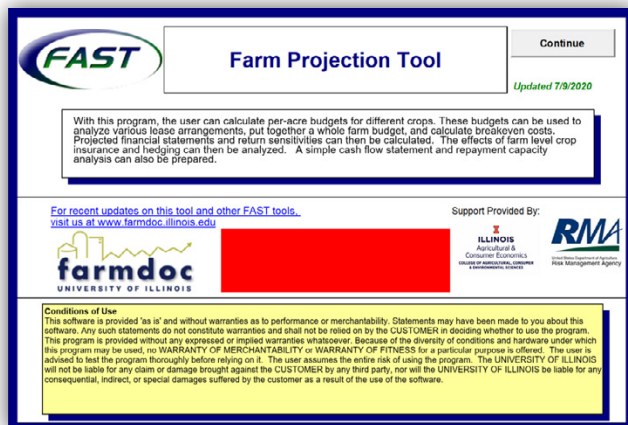 FAST
Farm Projection Tool
Continue
Updated 7/9/2020
With this program, the user can calculate per-acre budgets for different crops. These budgets can be used to
analyze various lease arrangements, put together a whole farm budget, and calculate breakeven costs.
Projected financial statements and return sensitivities can then be calculated. The effects of farm level crop
insurance and hedging can then be analyzed. A simple cash flow statement and repayment capacity
analysis can also be prepared.
For recent updates on this tool and other FAST tools,
visit us at www.farmdoc.illinois.edu
Support Provided By:
farmdoc
UNIVERSITY OF ILLINOIS
I
ILLINOIS
Agricultural &
Consumer Economics
COLLEGE OF AGRICULTURAL, CONSUMER
& ENVIRONMENTAL SCIENCES
RMA
United States Department of Agriculture
Risk Management Agency
Conditions of Use
This software is provided 'as is' and without warranties as to performance or merchantability. Statements may have been made to you about this
software. Any such statements do not constitute warranties and shall not be relied on by the CUSTOMER in deciding whether to use the program.
This program is provided without any expressed or implied warranties whatsoever. Because of the diversity of conditions and hardware under which
this program may be used, no WARRANTY OF MERCHANTABILITY or WARRANTY OF FITNESS for a particular purpose is offered. The user is
advised to test the program thoroughly before relying on it. The user assumes the entire risk of using the program. The UNIVERSITY OF ILLINOIS
will not be liable for any claim or damage brought against the CUSTOMER by any third party, nor will the UNIVERSITY OF ILLINOIS be liable for any
consequential, indirect, or special damages suffered by the customer as a result of the use of the software.